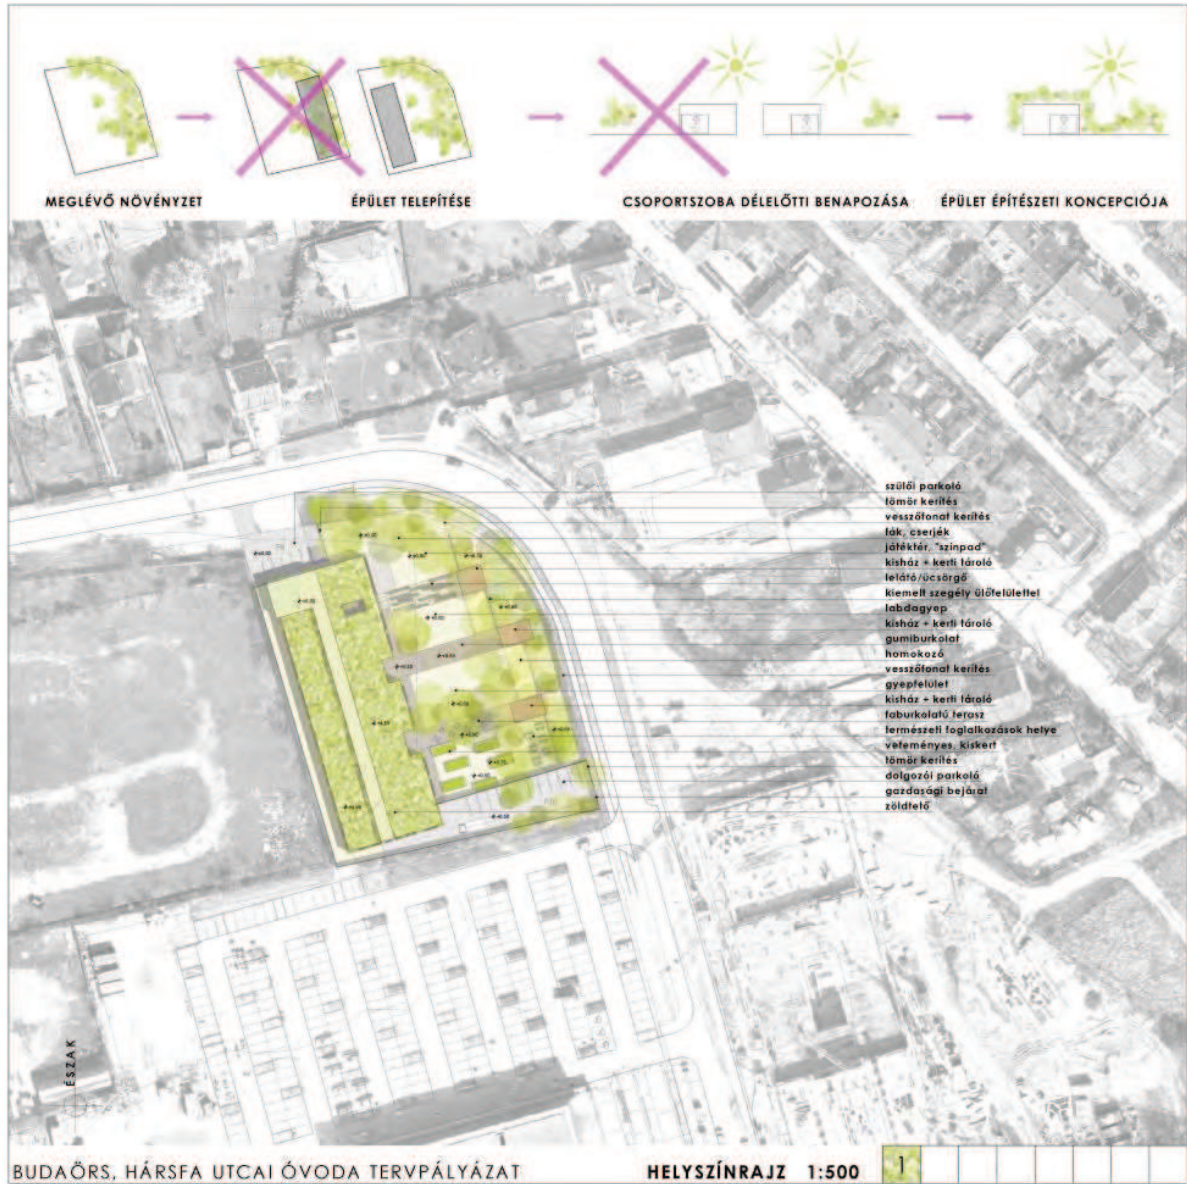 MEGLÉVŐ NÖVÉNYZET
ÉPÜLET TELEPÍTÉSE
CSOPORTSZOBA DÉLELŐTTI BENAPOZÁSA
ÉPÜLET ÉPÍTÉSZETI KONCEPCIÓJA
szülői parkoló
tömör kerítés
vesszőfonat kerítés
fák, cserjék
játéktér, "színpad"
kisház + kerti tároló
lelátó/ücsörgő
kiemelt szegély ülőfelülettel
labdagyep
kisház + kerti tároló
gumiburkolat
homokozó
vesszőfonat kerítés
gyepfelület
kisház + kerti tároló
faburkolatú terasz
természeti foglalkozások helye
veteményes, kiskert
tömör kerítés
dolgozói parkoló
gazdasági bejárat
zöldtető
ÉSZAK
BUDAÖRS, HÁRSFA UTCAI ÓVODA TERVPÁLYÁZAT
HELYSZÍNRAJZ 1:500
1